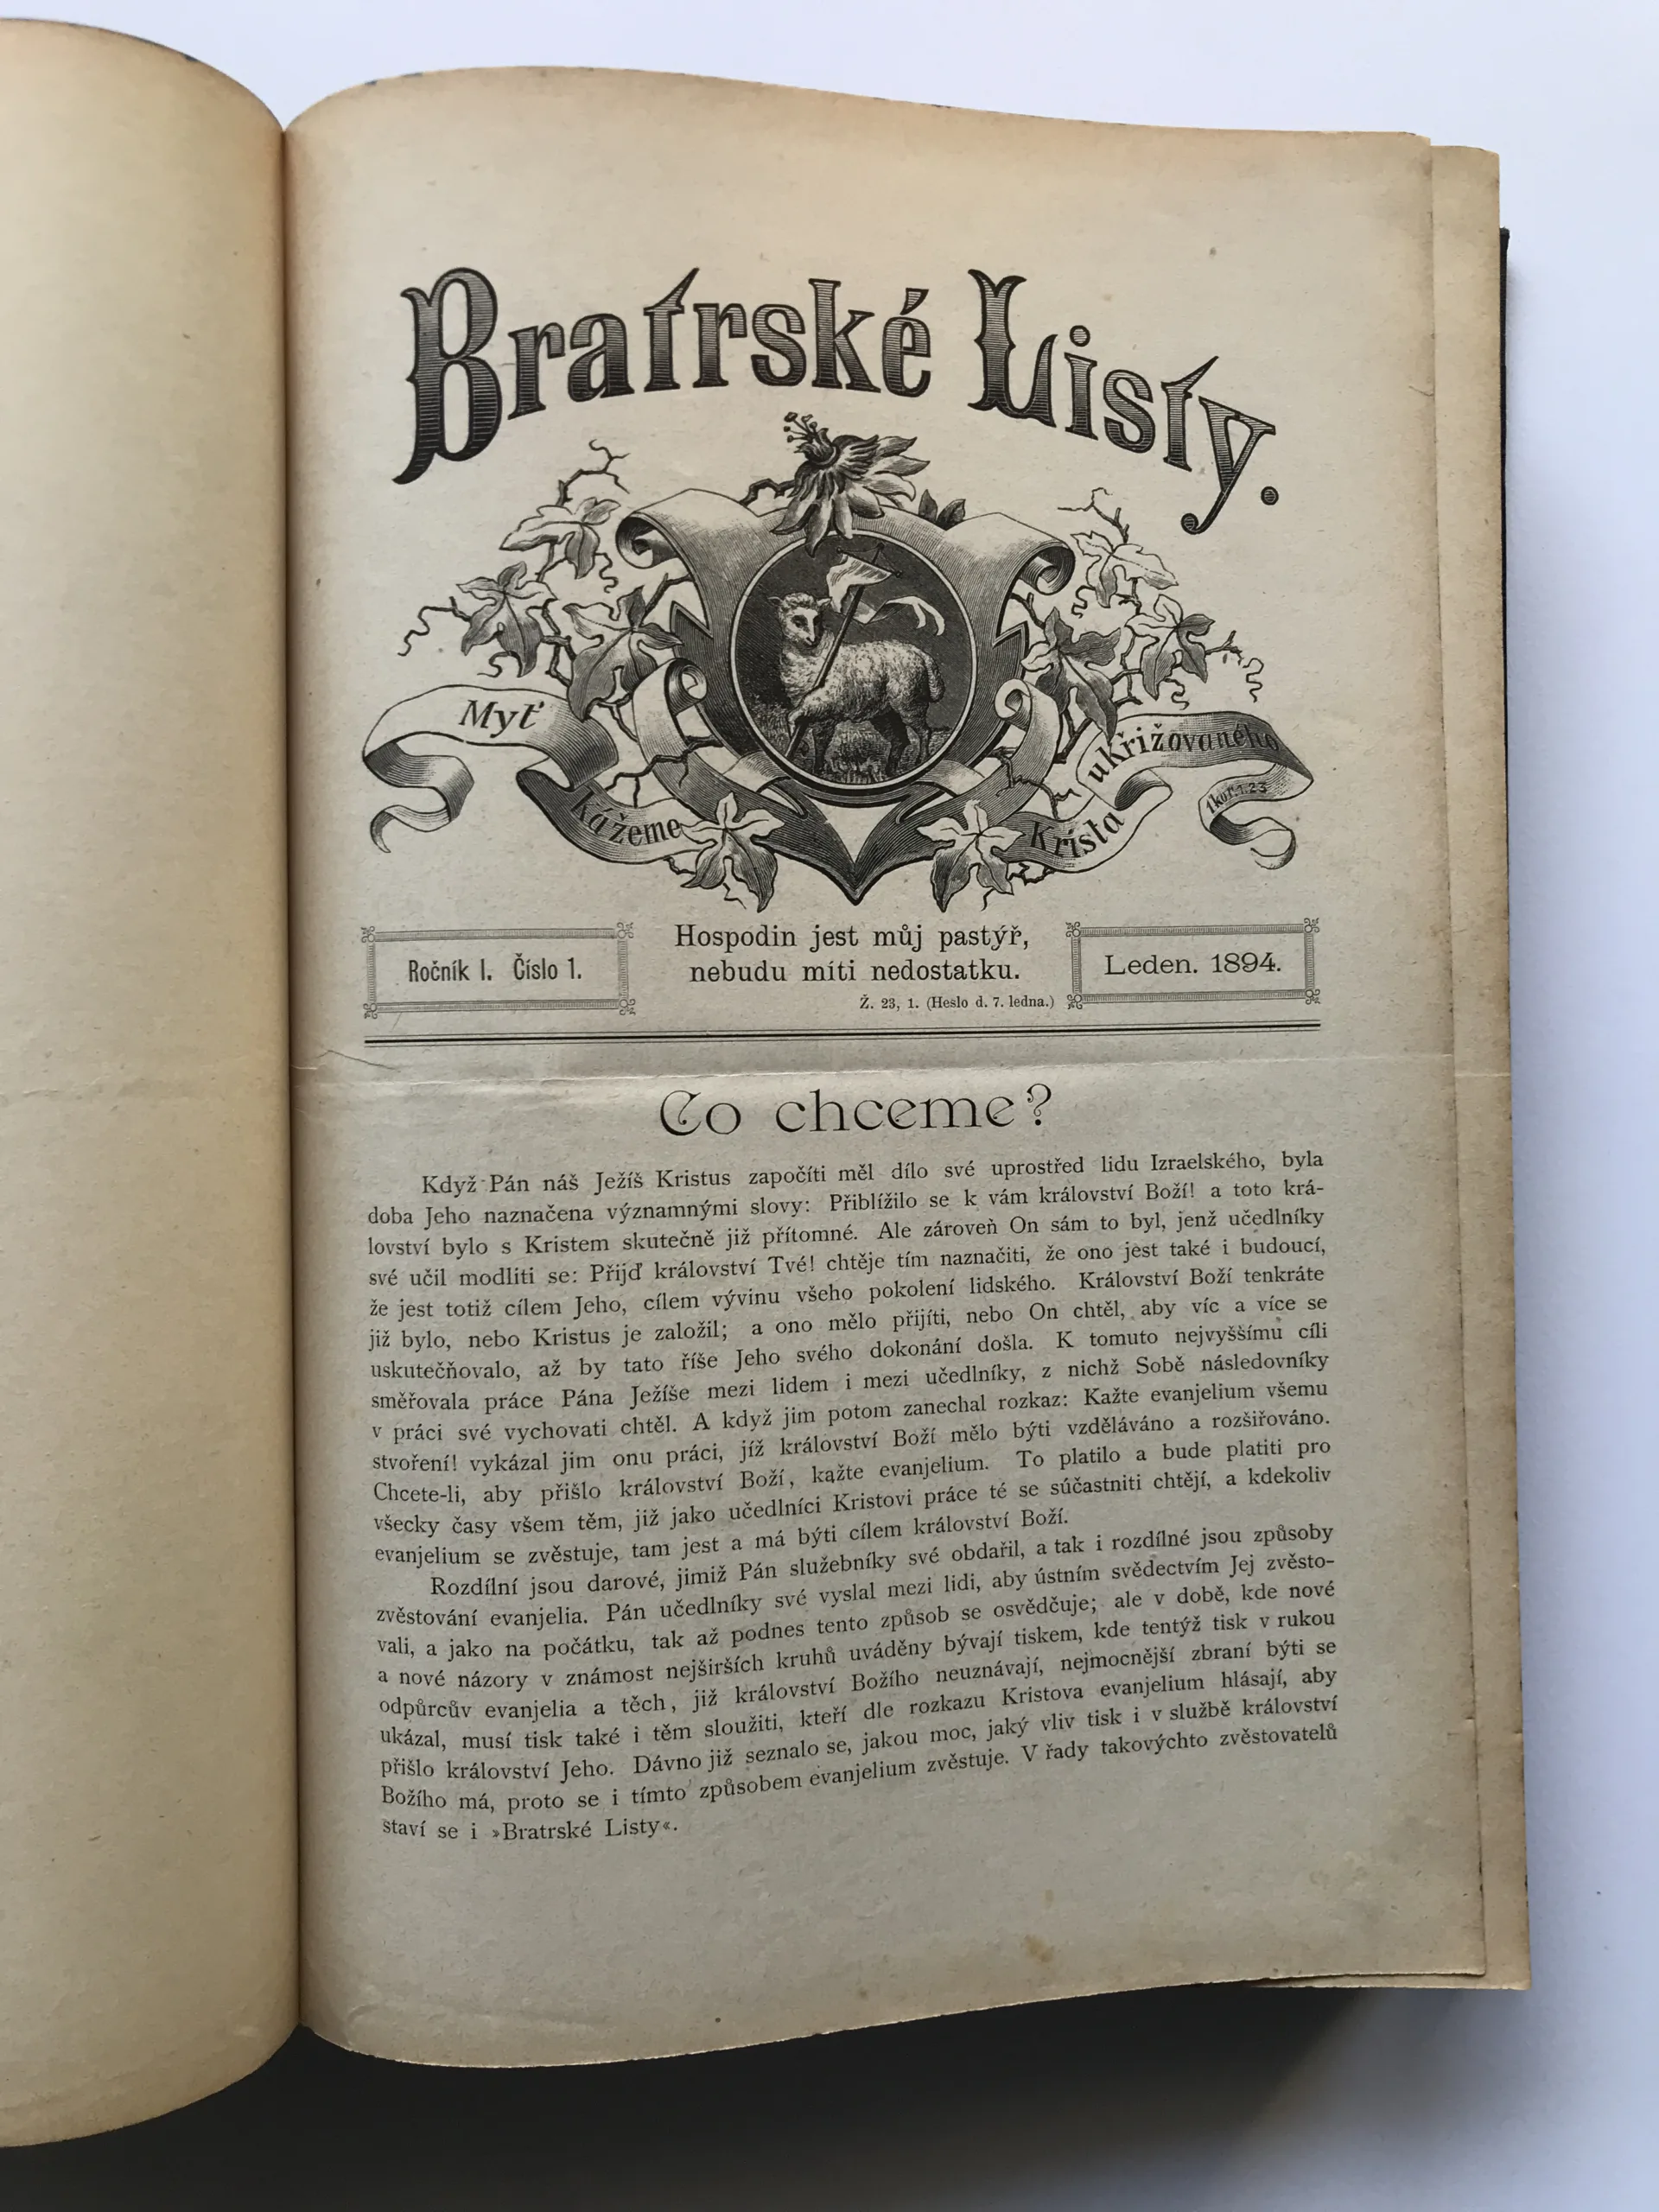 Bratrské Listy.
Myť
kážeme
Krista
ukřižovaného
1 kor. 1. 23
Ročník I. Číslo 1.
Hospodin jest můj pastýř,
nebudu míti nedostatku.
Ž. 23, 1. (Heslo d. 7. ledna.)
Leden. 1894.
Co chceme?
Když Pán náš Ježíš Kristus započíti měl dílo své uprostřed lidu Izraelského, byla
doba Jeho naznačena významnými slovy: Přiblížilo se k vám království Boží! a toto krá-
lovství bylo s Kristem skutečně již přítomné. Ale zároveň On sám to byl, jenž učedlníky
své učil modliti se: Přijď království Tvé! chtěje tím naznačiti, že ono jest také i budoucí,
že jest totiž cílem Jeho, cílem vývinu všeho pokolení lidského. Království Boží tenkráte
již bylo, nebo Kristus je založil; a ono mělo přijíti, nebo On chtěl, aby víc a více se
uskutečňovalo, až by tato říše Jeho svého dokonání došla. K tomuto nejvyššímu cíli
směřovala práce Pána Ježíše mezi lidem i mezi učedlníky, z nichž Sobě následovníky
v práci své vychovati chtěl. A když jim potom zanechal rozkaz: Kažte evanjelium všemu
stvoření! vykázal jim onu práci, jíž království Boží mělo býti vzděláváno a rozšiřováno.
Chcete-li, aby přišlo království Boží, kažte evanjelium. To platilo a bude platiti pro
všecky časy všem těm, již jako učedlníci Kristovi práce té se súčastniti chtějí, a kdekoliv
evanjelium se zvěstuje, tam jest a má býti cílem království Boží.
Rozdílní jsou darové, jimiž Pán služebníky své obdařil, a tak i rozdílné jsou způsoby
zvěstování evanjelia. Pán učedlníky své vyslal mezi lidi, aby ústním svědectvím Jej zvěsto-
vali, a jako na počátku, tak až podnes tento způsob se osvědčuje; ale v době, kde nové
a nové názory v známost nejširších kruhů uváděny bývají tiskem, kde tentýž tisk v rukou
odpůrcův evanjelia a těch, již království Božího neuznávají, nejmocnější zbraní býti se
ukázal, musí tisk také i těm sloužiti, kteří dle rozkazu Kristova evanjelium hlásají, aby
přišlo království Jeho. Dávno již seznalo se, jakou moc, jaký vliv tisk i v službě království
Božího má, proto se i tímto způsobem evanjelium zvěstuje. V řady takovýchto zvěstovatelů
staví se i »Bratrské Listy«.